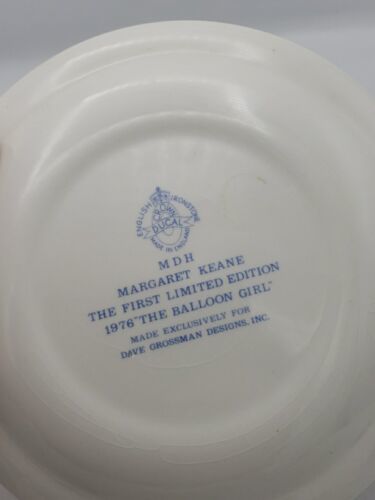 ENGLISH IRONSTONE
CROWN
DUCAL
MADE IN ENGLAND
MDH
MARGARET KEANE
THE FIRST LIMITED EDITION
1976 "THE BALLOON GIRL"
MADE EXCLUSIVELY FOR
DAVE GROSSMAN DESIGNS, INC.